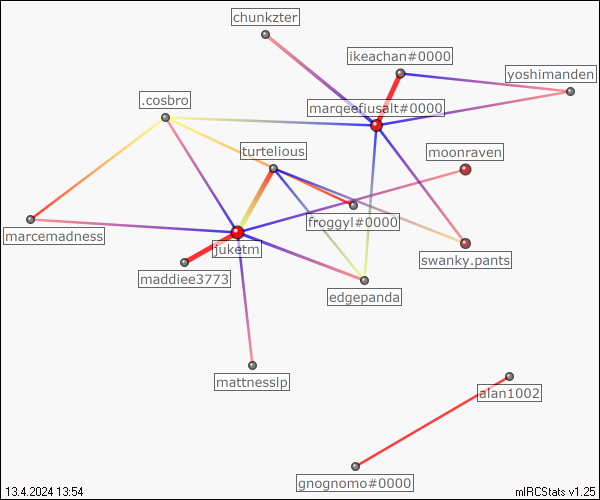 chunkzter
ikeachan#0000
yoshimanden
.cosbro
marqeefiusalt#0000
turtelious
moonraven
froggyl#0000
marcemadness
juketm
swanky.pants
maddiee3773
edgepanda
mattnesslp
alan1002
gnognomo#0000
13.4.2024 13:54
mIRCStats v1.25